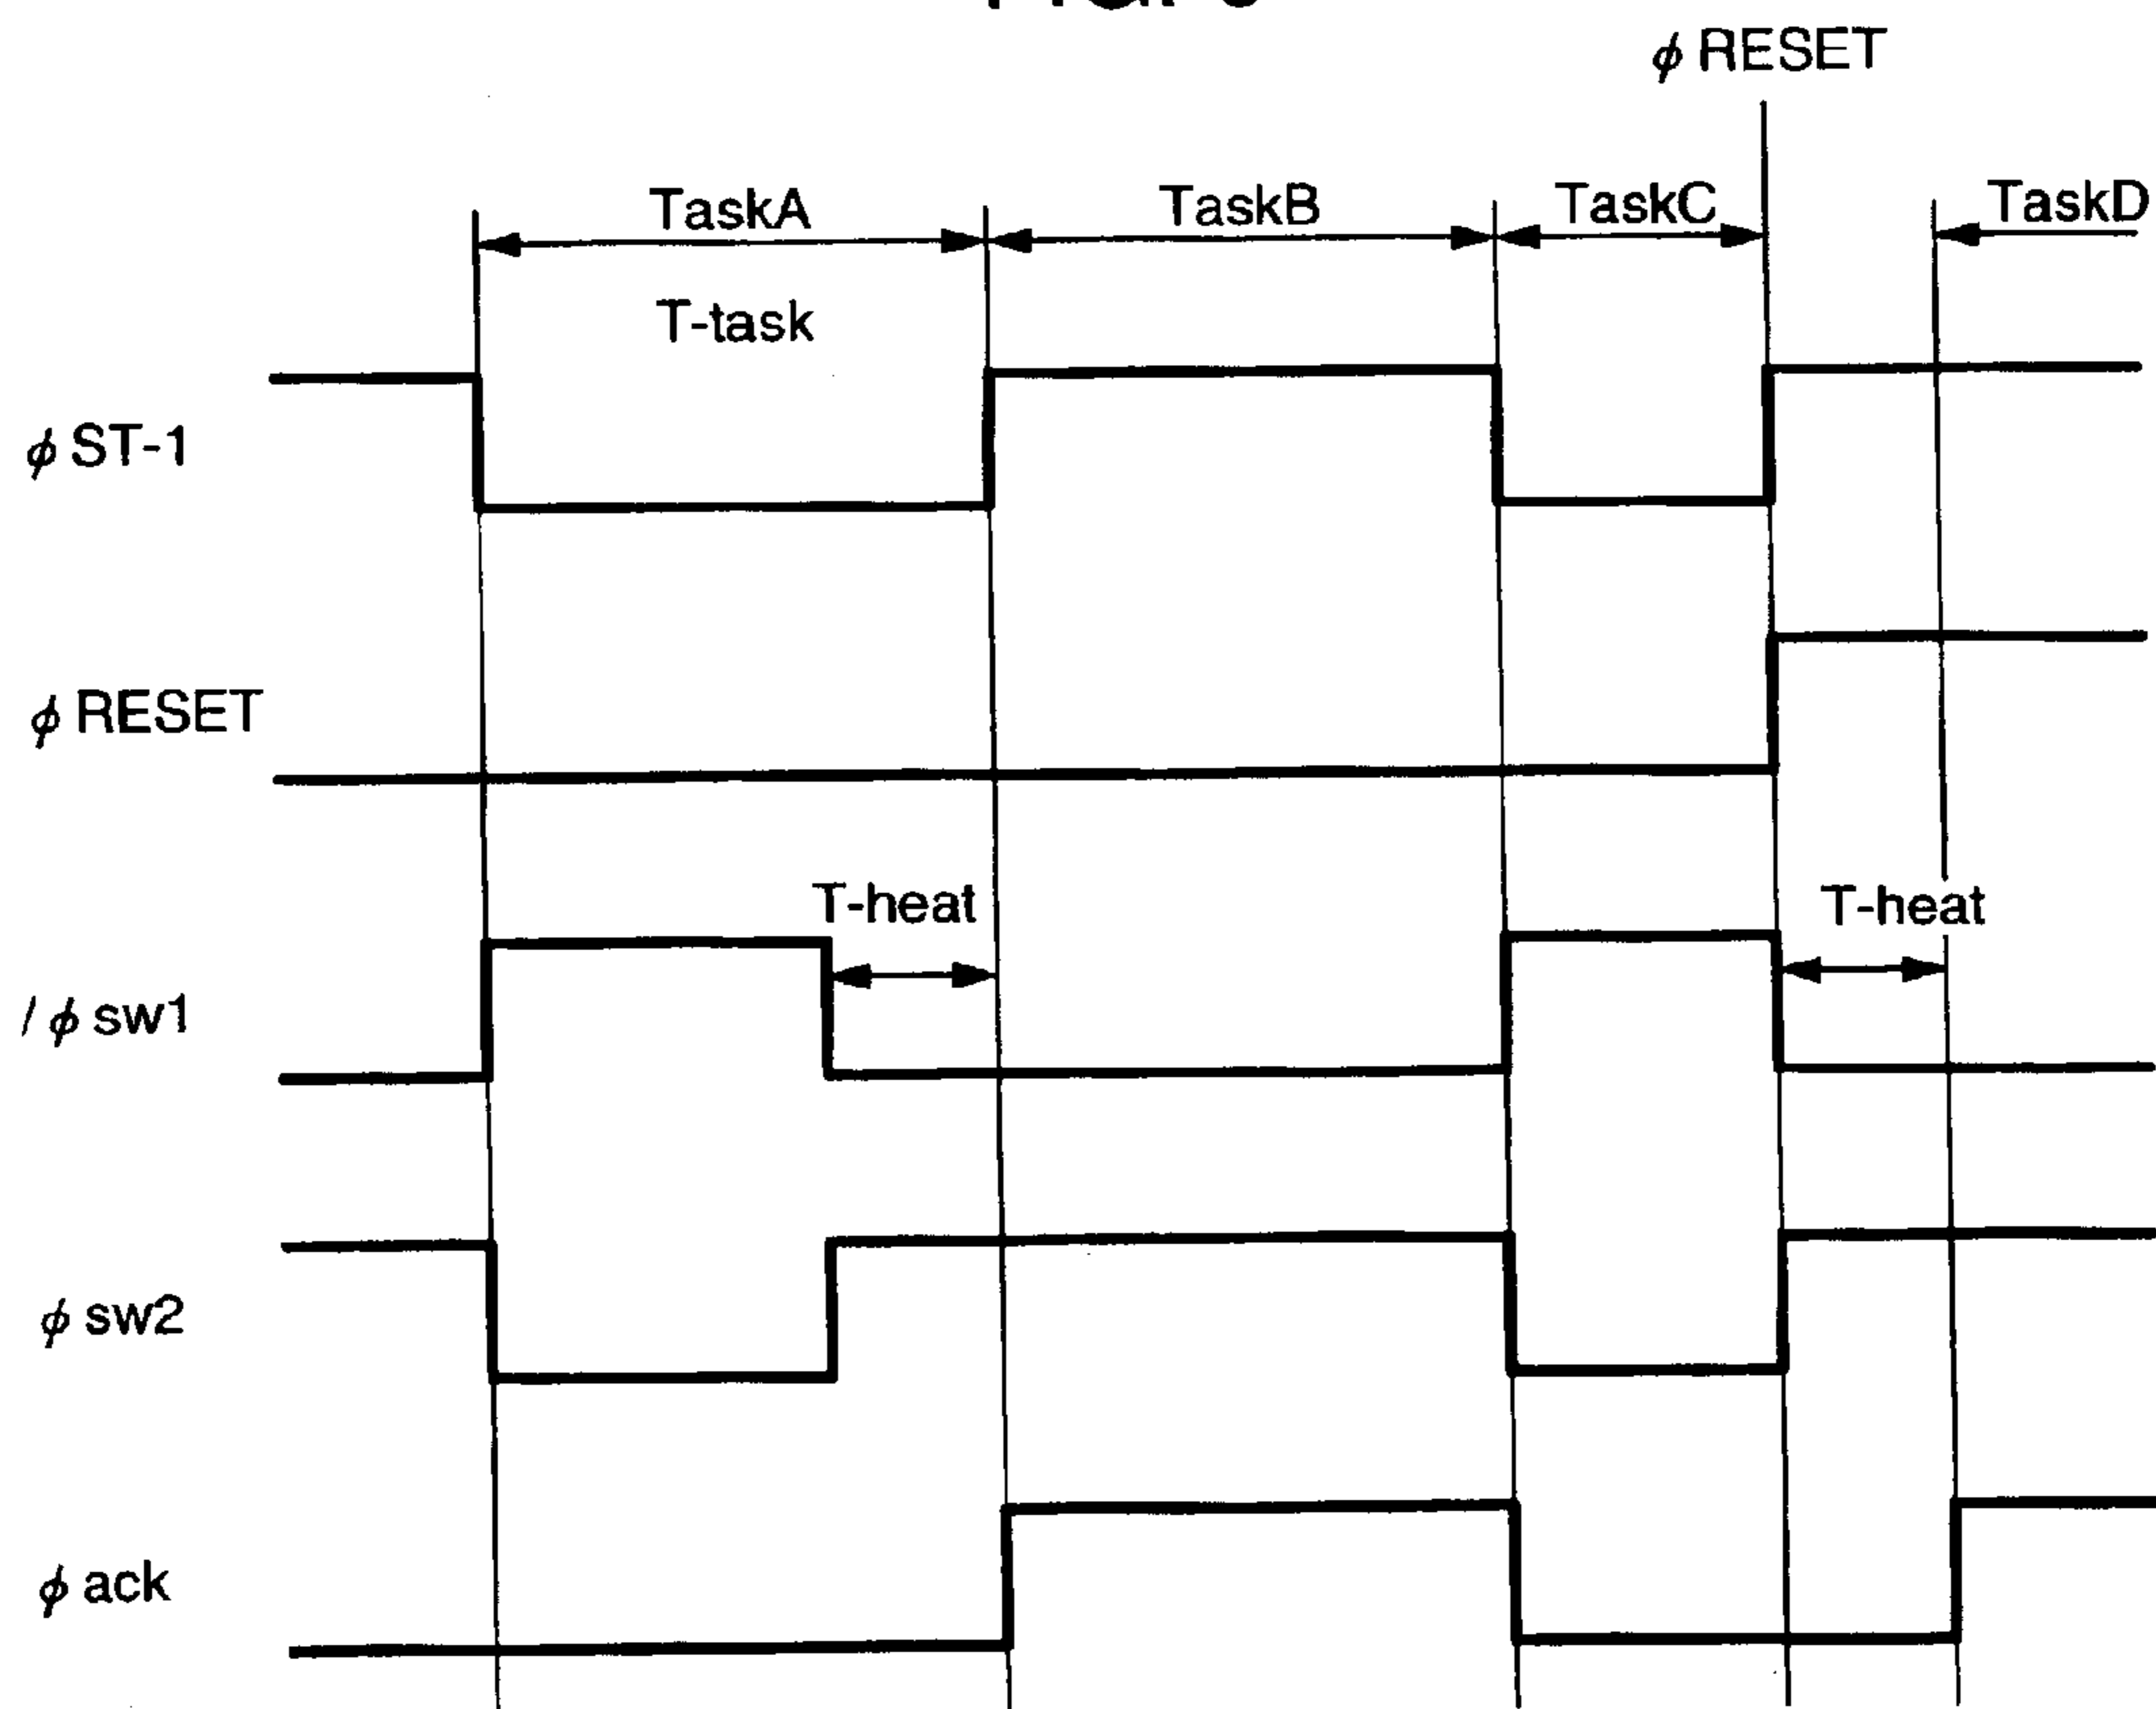 ϕ RESET
TaskA TaskB TaskC TaskD
T-task
ϕ ST-1
ϕ RESET
T-heat T-heat
/ ϕ sw1
ϕ sw2
ϕ ack